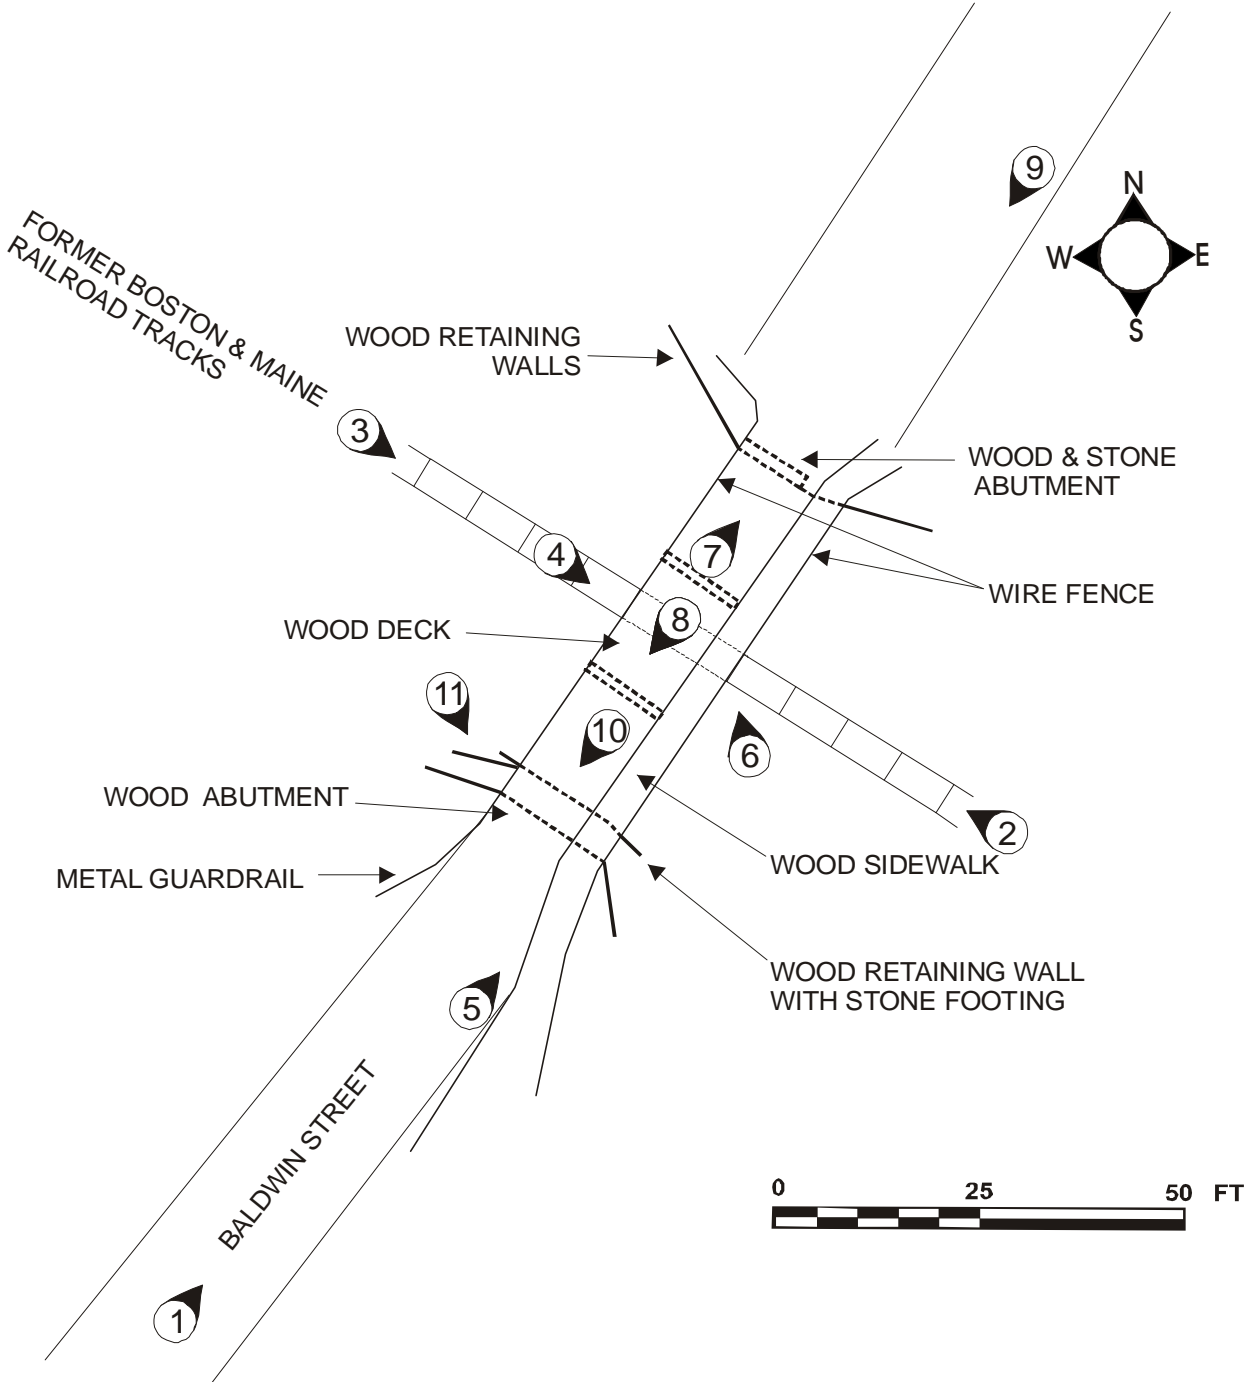 9
N
W E
S
FORMER BOSTON & MAINE
RAILROAD TRACKS
WOOD RETAINING
WALLS
3
WOOD & STONE
ABUTMENT
7
4
WIRE FENCE
8
WOOD DECK
11
10
6
WOOD ABUTMENT
2
WOOD SIDEWALK
METAL GUARDRAIL
WOOD RETAINING WALL
WITH STONE FOOTING
5
BALDWIN STREET
0 25 50 FT
1